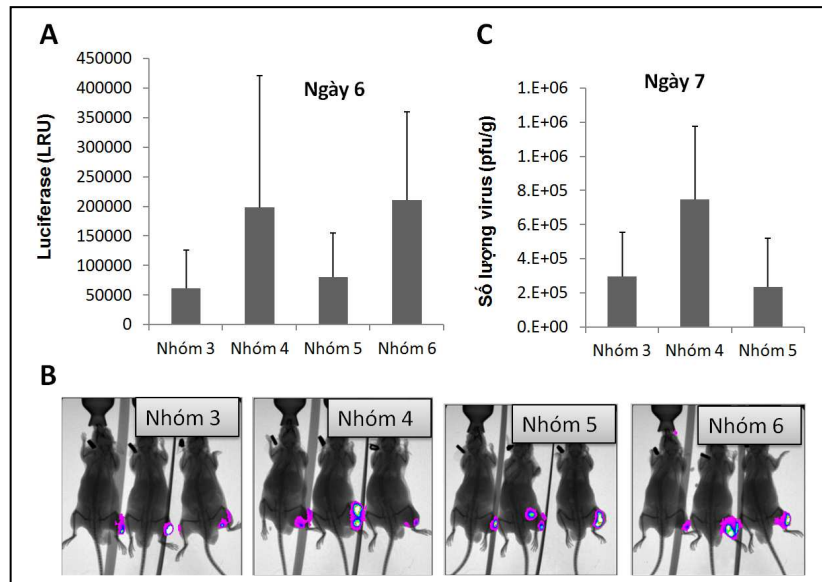 A
Luciferase (LRU)
450000
400000
350000
300000
250000
200000
150000
100000
50000
0
Ngày 6
Nhóm 3 Nhóm 4 Nhóm 5 Nhóm 6
C
Số lượng virus (pfu/g)
1.E+06
1.E+06
1.E+06
8.E+05
6.E+05
4.E+05
2.E+05
0.E+00
Ngày 7
Nhóm 3 Nhóm 4 Nhóm 5
B
Nhóm 3
Nhóm 4
Nhóm 5
Nhóm 6